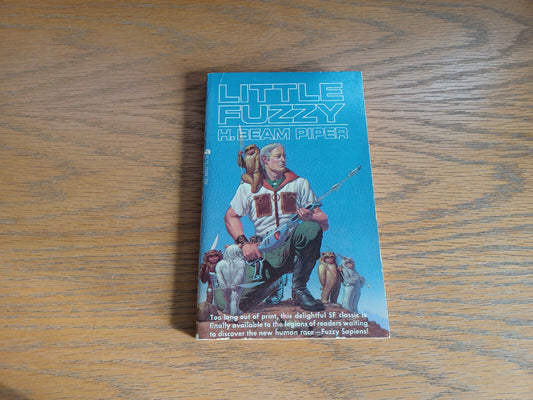 LITTLE
FUZZY
H. BEAM PIPER
Too long out of print, this delightful SF classic is
finally available to the legions of readers waiting
to discover the new human race—Fuzzy Sapiens!